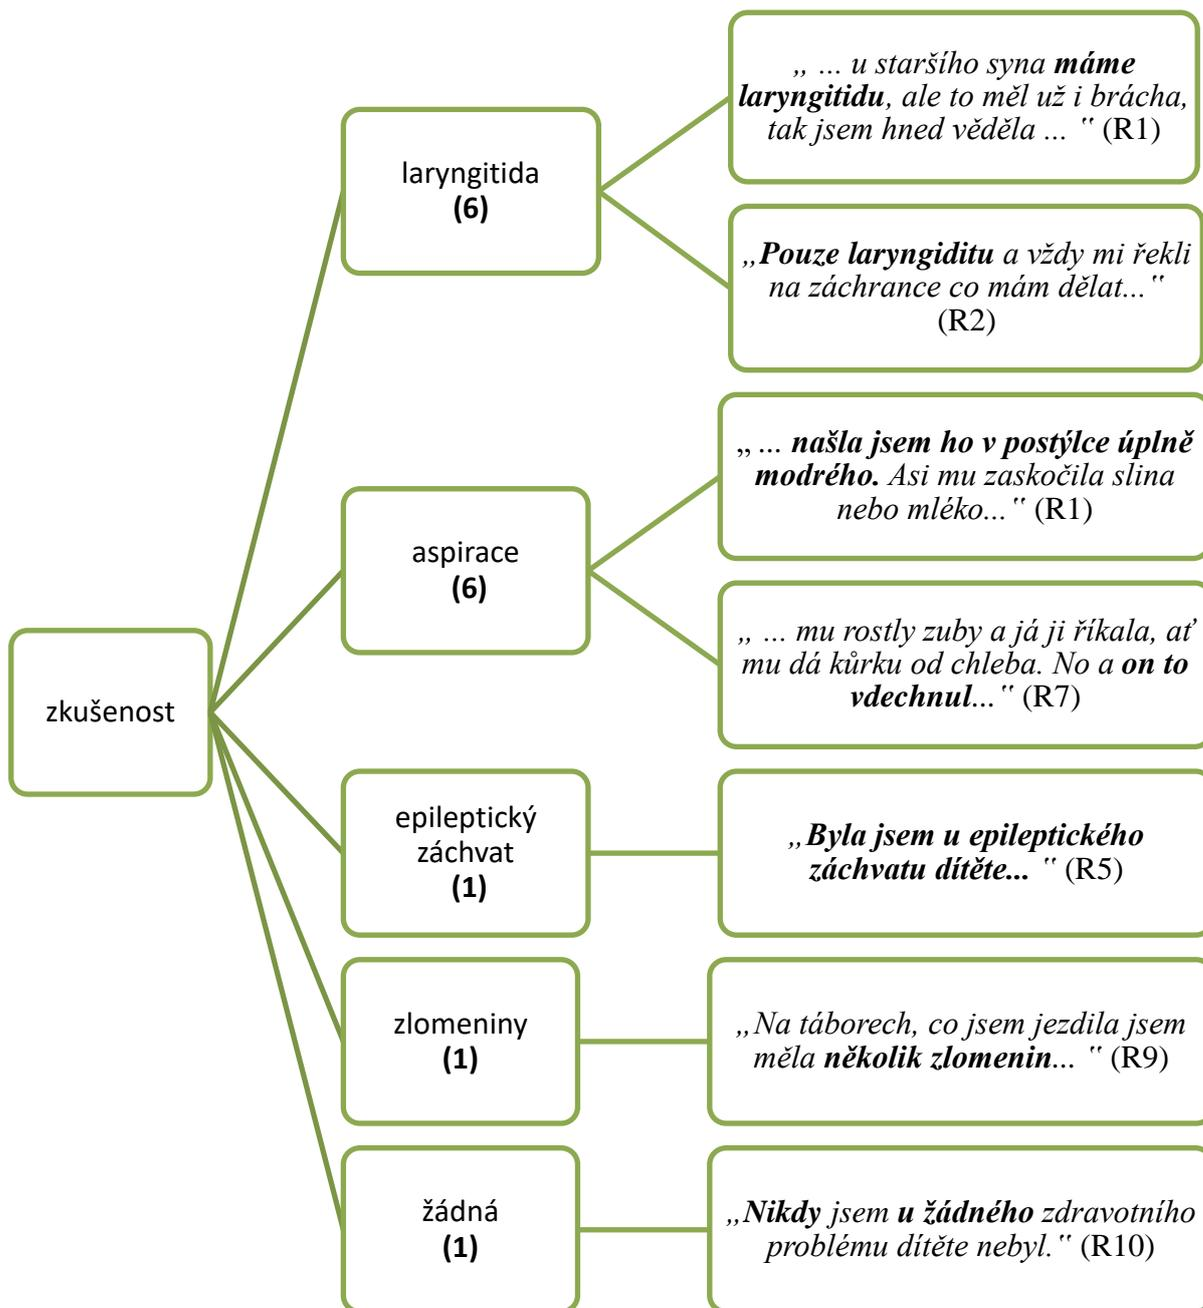 „ ... u staršího syna máme
laryngitidu, ale to měl už i brácha,
tak jsem hned věděla ... “ (R1)
laryngitida
(6)
„Pouze laryngiditu a vždy mi řekli
na záchrance co mám dělat...“
(R2)
„ ... našla jsem ho v postýlce úplně
modrého. Asi mu zaskočila slina
nebo mléko...“ (R1)
aspirace
(6)
„ ... mu rostly zuby a já ji říkala, ať
mu dá kůrku od chleba. No a on to
vdechnul...“ (R7)
zkušenost
epileptický
záchvat
(1)
„Byla jsem u epileptického
záchvatu dítěte... “ (R5)
zlomeniny
(1)
„Na táborech, co jsem jezdila jsem
měla několik zlomenin... “ (R9)
žádná
(1)
„Nikdy jsem u žádného zdravotního
problému dítěte nebyl.“ (R10)